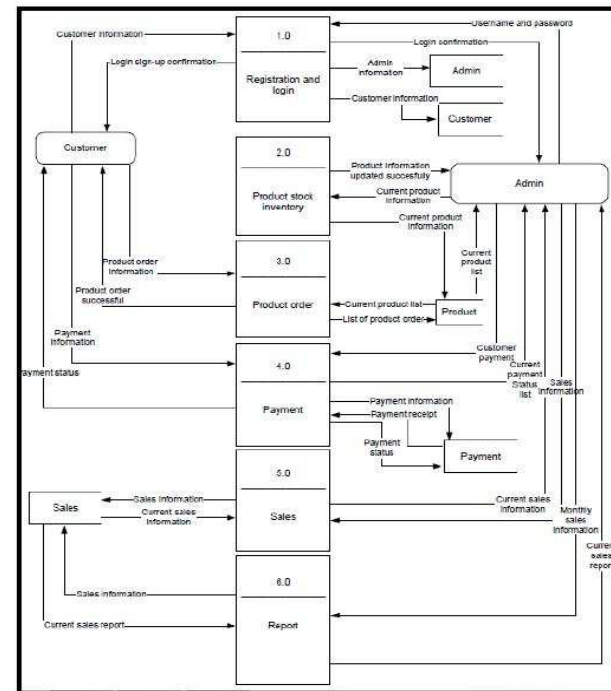 Customer Information
1.0
Username and password
Login confirmation
Login sign-up confirmation
Registration and
login
Admin
information
Admin
Customer Information
Customer
Customer
2.0
Product stock
inventory
Product information
updated succesfully
Current product
information
Current product
information
Admin
Product order
information
3.0
Product order
Product order
successful
Current product list
List of product order
Product
Current
product
list
Payment
information
Payment status
4.0
Payment
Customer
payment
Current
payment
Status
list
Sales
information
Payment information
Payment receipt
Payment
status
Payment
5.0
Sales
Sales
Sales information
Current sales
information
Current sales
information
Monthly
sales
information
Current
sales
report
6.0
Report
Sales information
Current sales report